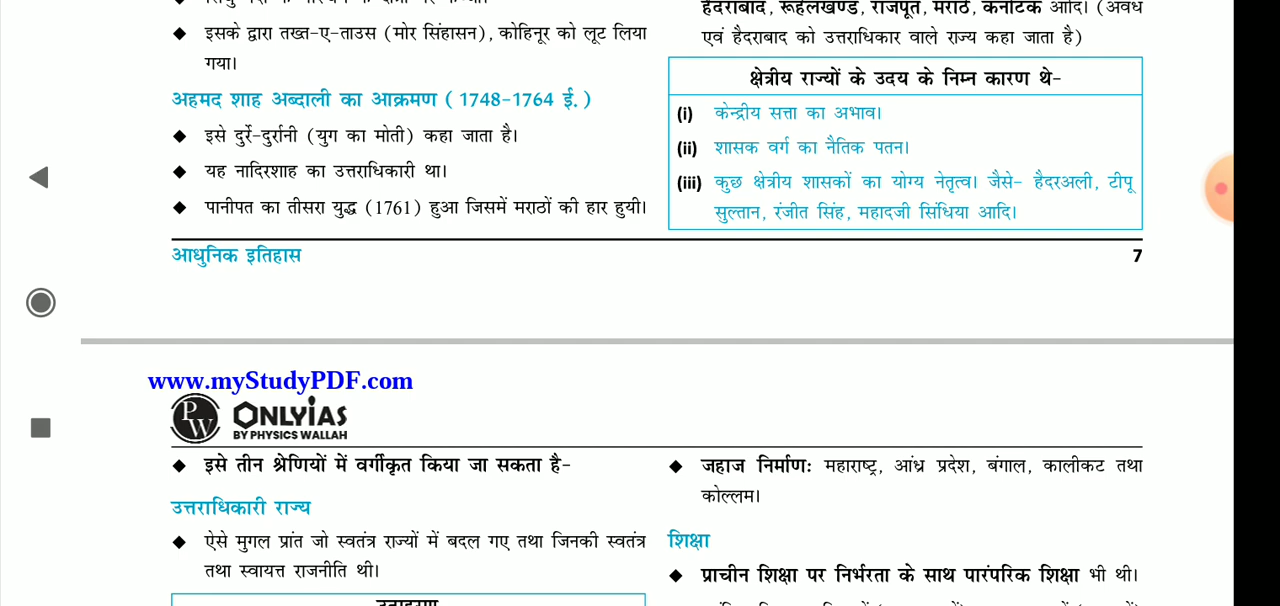 इसके द्वारा तख्त-ए-ताउस (मोर सिंहासन), कोहिनूर को लूट लिया
गया।
अहमद शाह अब्दाली का आक्रमण (1748-1764 ई.)
इसे दुर्रे-दुर्रानी (युग का मोती) कहा जाता है।
यह नादिरशाह का उत्तराधिकारी था।
पानीपत का तीसरा युद्ध (1761) हुआ जिसमें मराठों की हार हुयी।
हैदराबाद, रूहेलखण्ड, राजपूत, मराठे, कर्नाटक आदि। (अवध
एवं हैदराबाद को उत्तराधिकार वाले राज्य कहा जाता है)
क्षेत्रीय राज्यों के उदय के निम्न कारण थे-
(i) केन्द्रीय सत्ता का अभाव।
(ii) शासक वर्ग का नैतिक पतन।
(iii) कुछ क्षेत्रीय शासकों का योग्य नेतृत्व। जैसे- हैदरअली, टीपू
सुल्तान, रंजीत सिंह, महादजी सिंधिया आदि।
आधुनिक इतिहास 7
www.myStudyPDF.com
PW ONLYIAS
BY PHYSICS WALLAH
इसे तीन श्रेणियों में वर्गीकृत किया जा सकता है-
उत्तराधिकारी राज्य
ऐसे मुगल प्रांत जो स्वतंत्र राज्यों में बदल गए तथा जिनकी स्वतंत्र
तथा स्वायत्त राजनीति थी।
उदाहरण
जहाज निर्माण: महाराष्ट्र, आंध्र प्रदेश, बंगाल, कालीकट तथा
कोल्लम।
शिक्षा
प्राचीन शिक्षा पर निर्भरता के साथ पारंपरिक शिक्षा भी थी।